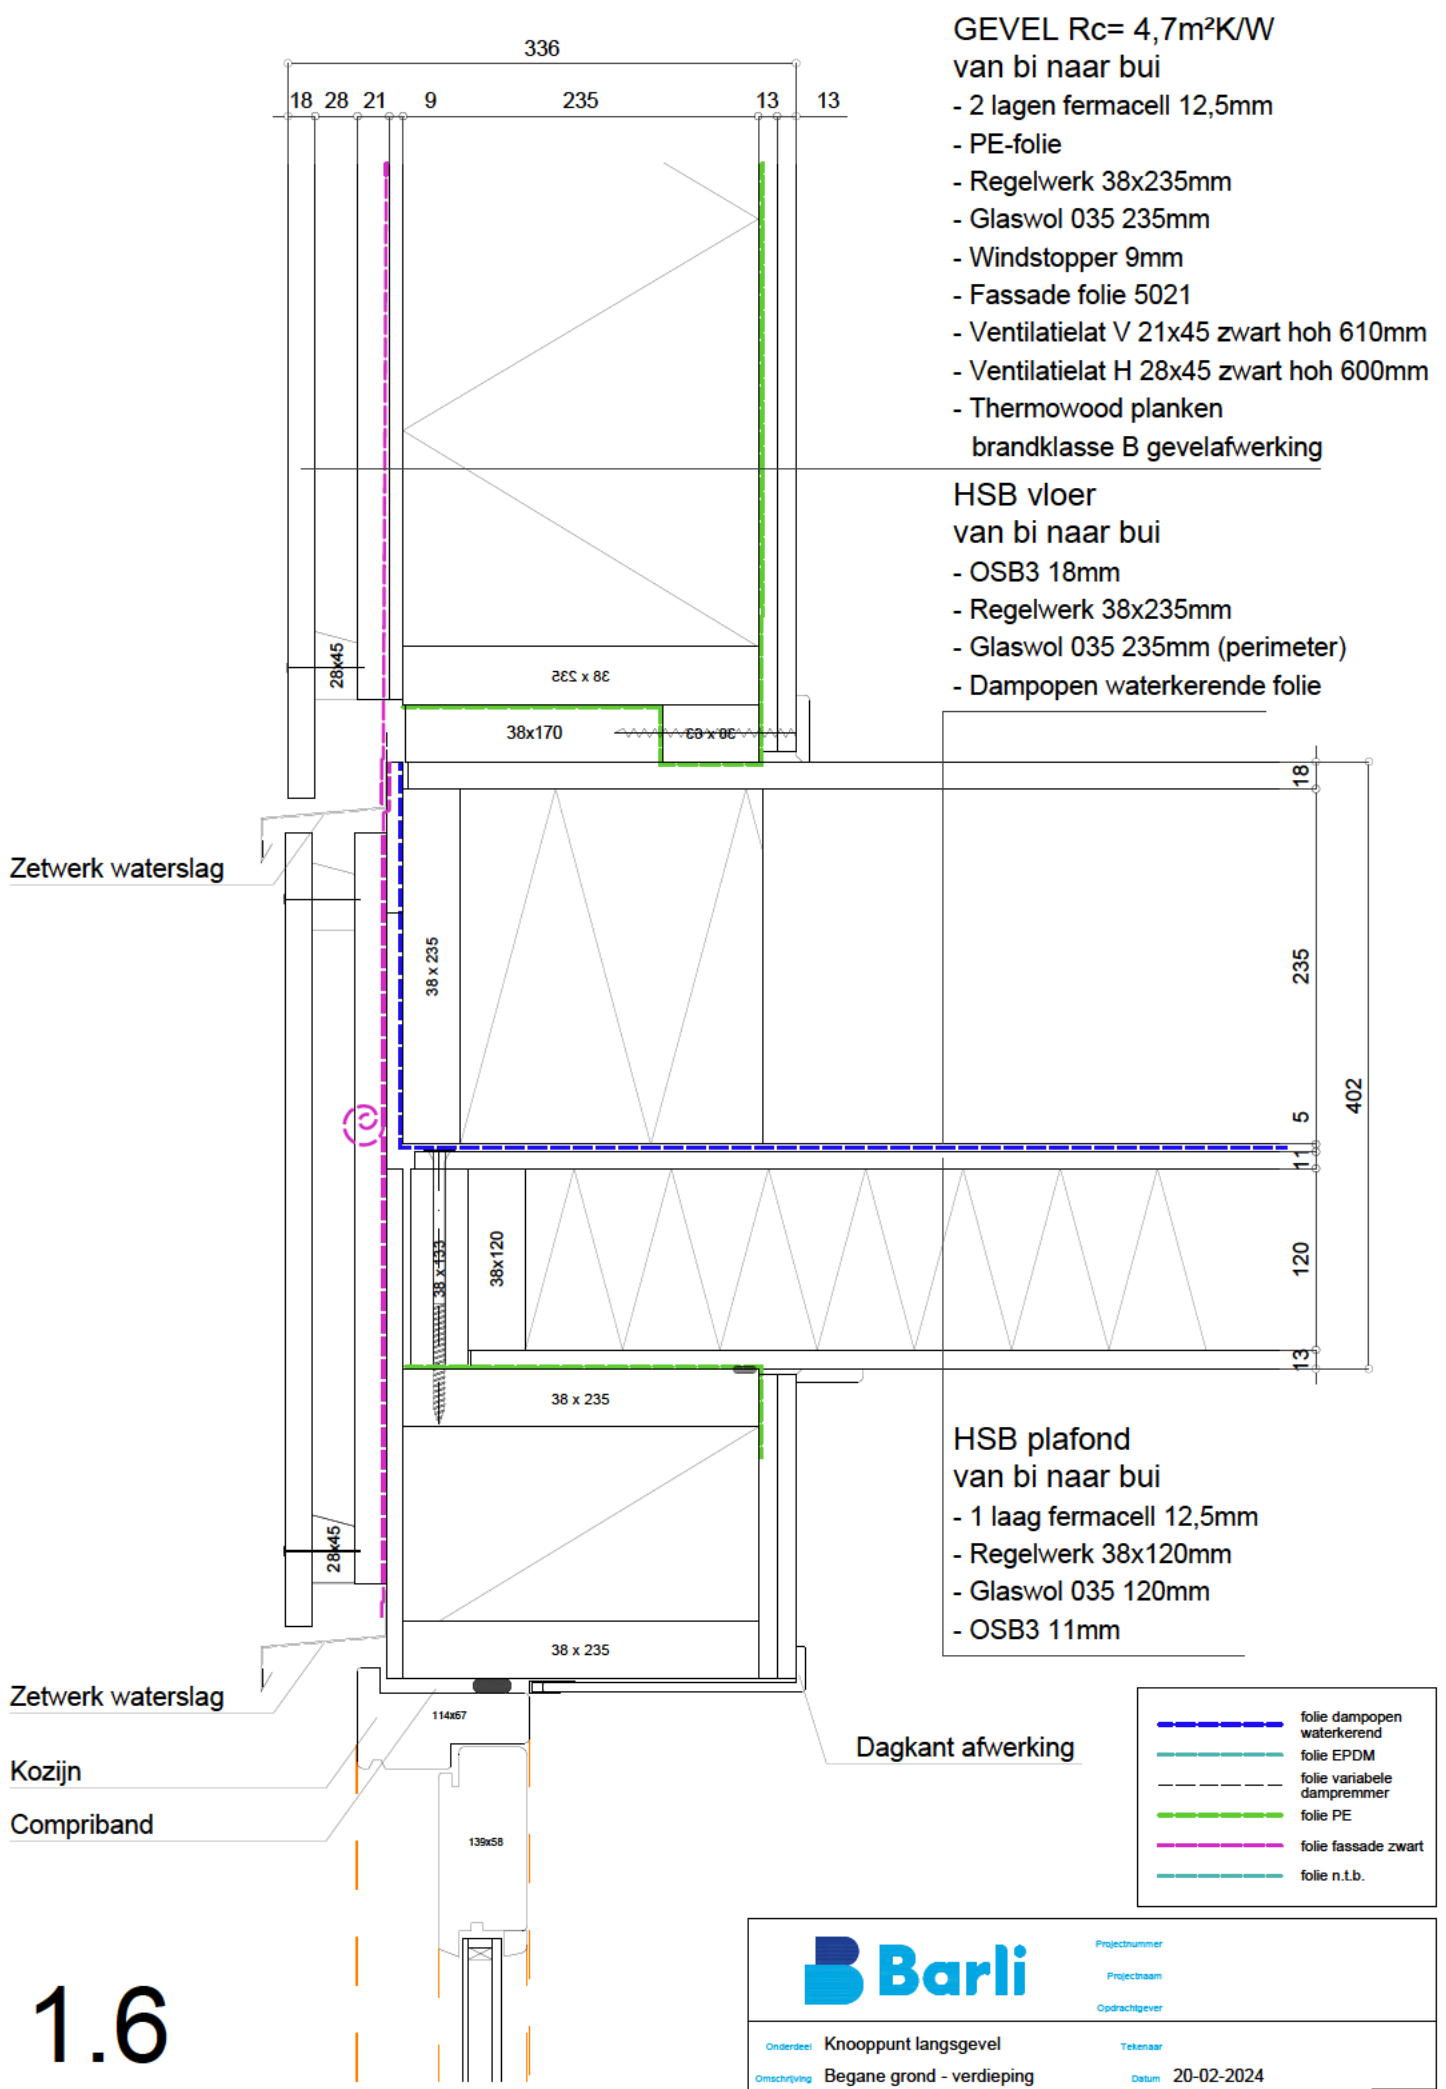 336
18 28 21 9 235 13 13
GEVEL Rc= 4,7m²K/W
van bi naar bui
- 2 lagen fermacell 12,5mm
- PE-folie
- Regelwerk 38x235mm
- Glaswol 035 235mm
- Windstopper 9mm
- Fassade folie 5021
- Ventilatielat V 21x45 zwart hoh 610mm
- Ventilatielat H 28x45 zwart hoh 600mm
- Thermowood planken
brandklasse B gevelafwerking
HSB vloer
van bi naar bui
- OSB3 18mm
- Regelwerk 38x235mm
- Glaswol 035 235mm (perimeter)
- Dampopen waterkerende folie
28x45
38 x 235
38x170
38 x 63
18
Zetwerk waterslag
38 x 235
235
5
402
11
38 x 133
38x120
120
13
38 x 235
HSB plafond
van bi naar bui
- 1 laag fermacell 12,5mm
- Regelwerk 38x120mm
- Glaswol 035 120mm
- OSB3 11mm
28x45
38 x 235
Zetwerk waterslag
114x67
Kozijn
Compriband
Dagkant afwerking
139x58
folie dampopen
waterkerend
folie EPDM
folie variabele
dampremmer
folie PE
folie fassade zwart
folie n.t.b.
1.6
Barli
Projectnummer
Projectnaam
Opdrachtgever
Onderdeel Knooppunt langsgevel
Tekenaar
Omschrijving Begane grond - verdieping
Datum 20-02-2024